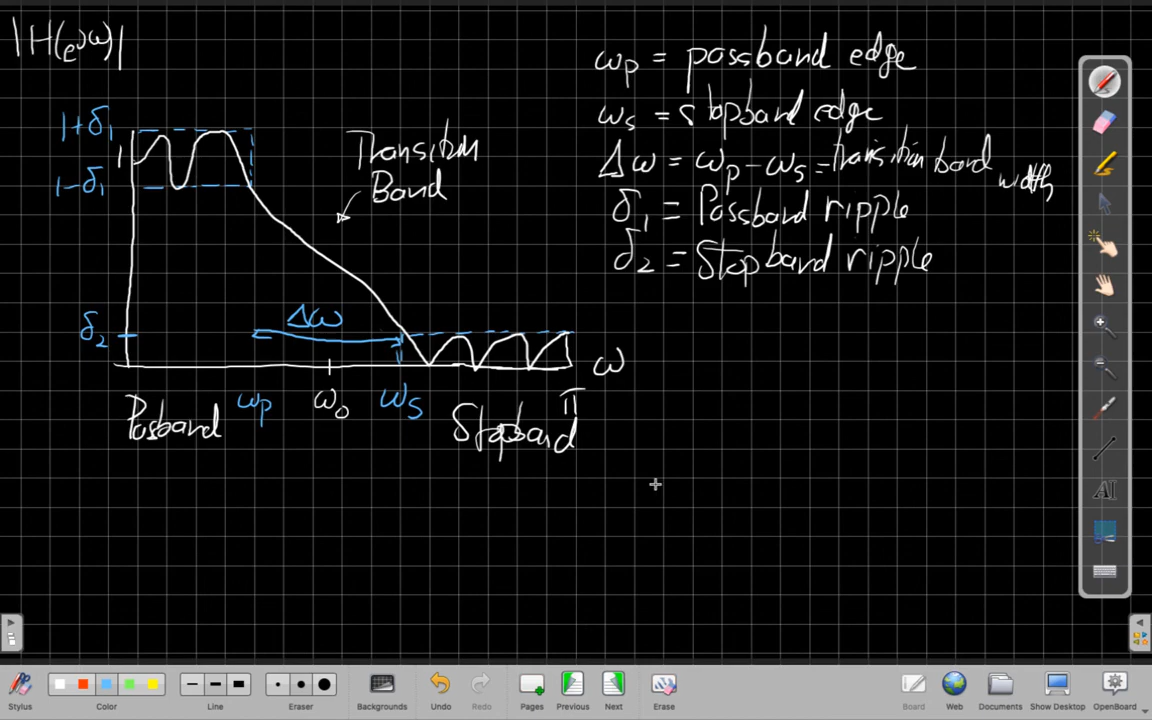 |H(e^jω)|
ωp = passband edge
ωs = stopband edge
Δω = ωp - ωs = transition band width
δ1 = Passband ripple
δ2 = Stopband ripple
1+δ1
1
1-δ1
Transition
Band
Δω
δ2
ω
ωp
ω0
ωs
π
Pasband
Stopband
Stylus
Color
Line
Eraser
Backgrounds
Undo
Redo
Pages
Previous
Next
Erase
Board
Web
Documents
Show Desktop
OpenBoard
AI